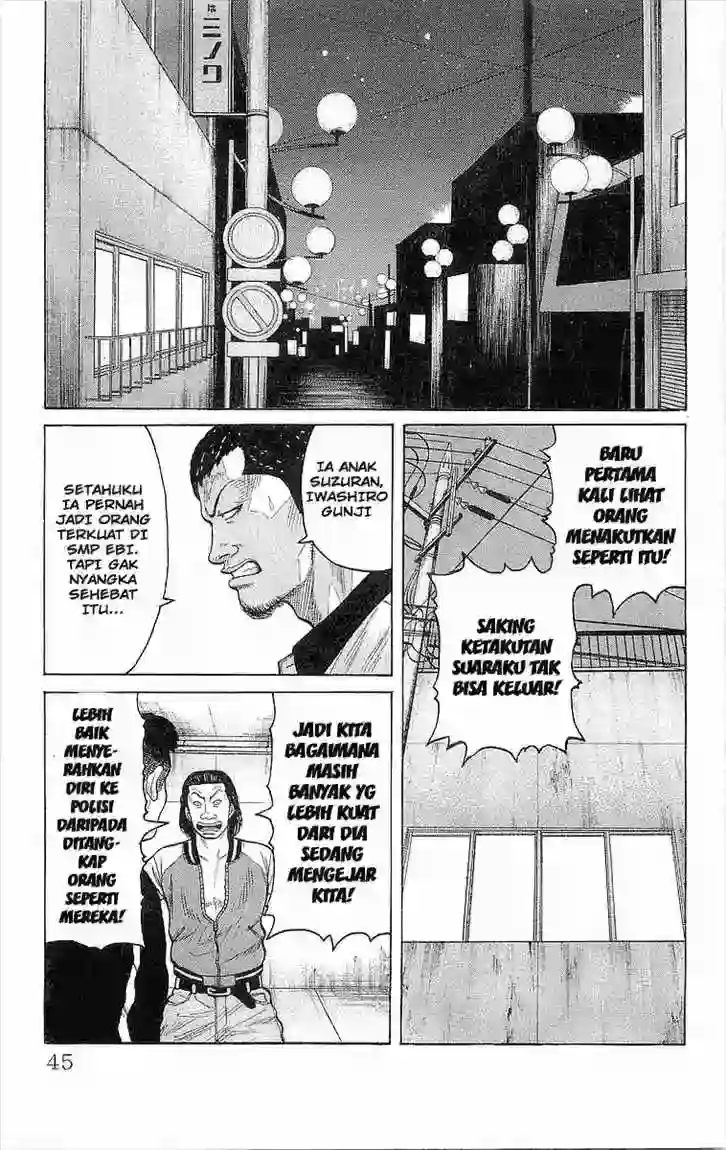 はミノク
BARU
PERTAMA
KALI LIHAT
ORANG
MENAKUTKAN
SEPERTI ITU!
SAKING
KETAKUTAN
SUARAKU TAK
BISA KELUAR!
IA ANAK
SUZURAN,
IWASHIRO
GUNJI
SETAHUKU
IA PERNAH
JADI ORANG
TERKUAT DI
SMP EBI.
TAPI GAK
NYANGKA
SEHEBAT
ITU...
JADI KITA
BAGAIMANA
MASIH
BANYAK YG
LEBIH KUAT
DARI DIA
SEDANG
MENGEJAR
KITA!
LEBIH
BAIK
MENYE-
RAHKAN
DIRI KE
POLISI
DARIPADA
DITANG-
KAP
ORANG
SEPERTI
MEREKA!
45